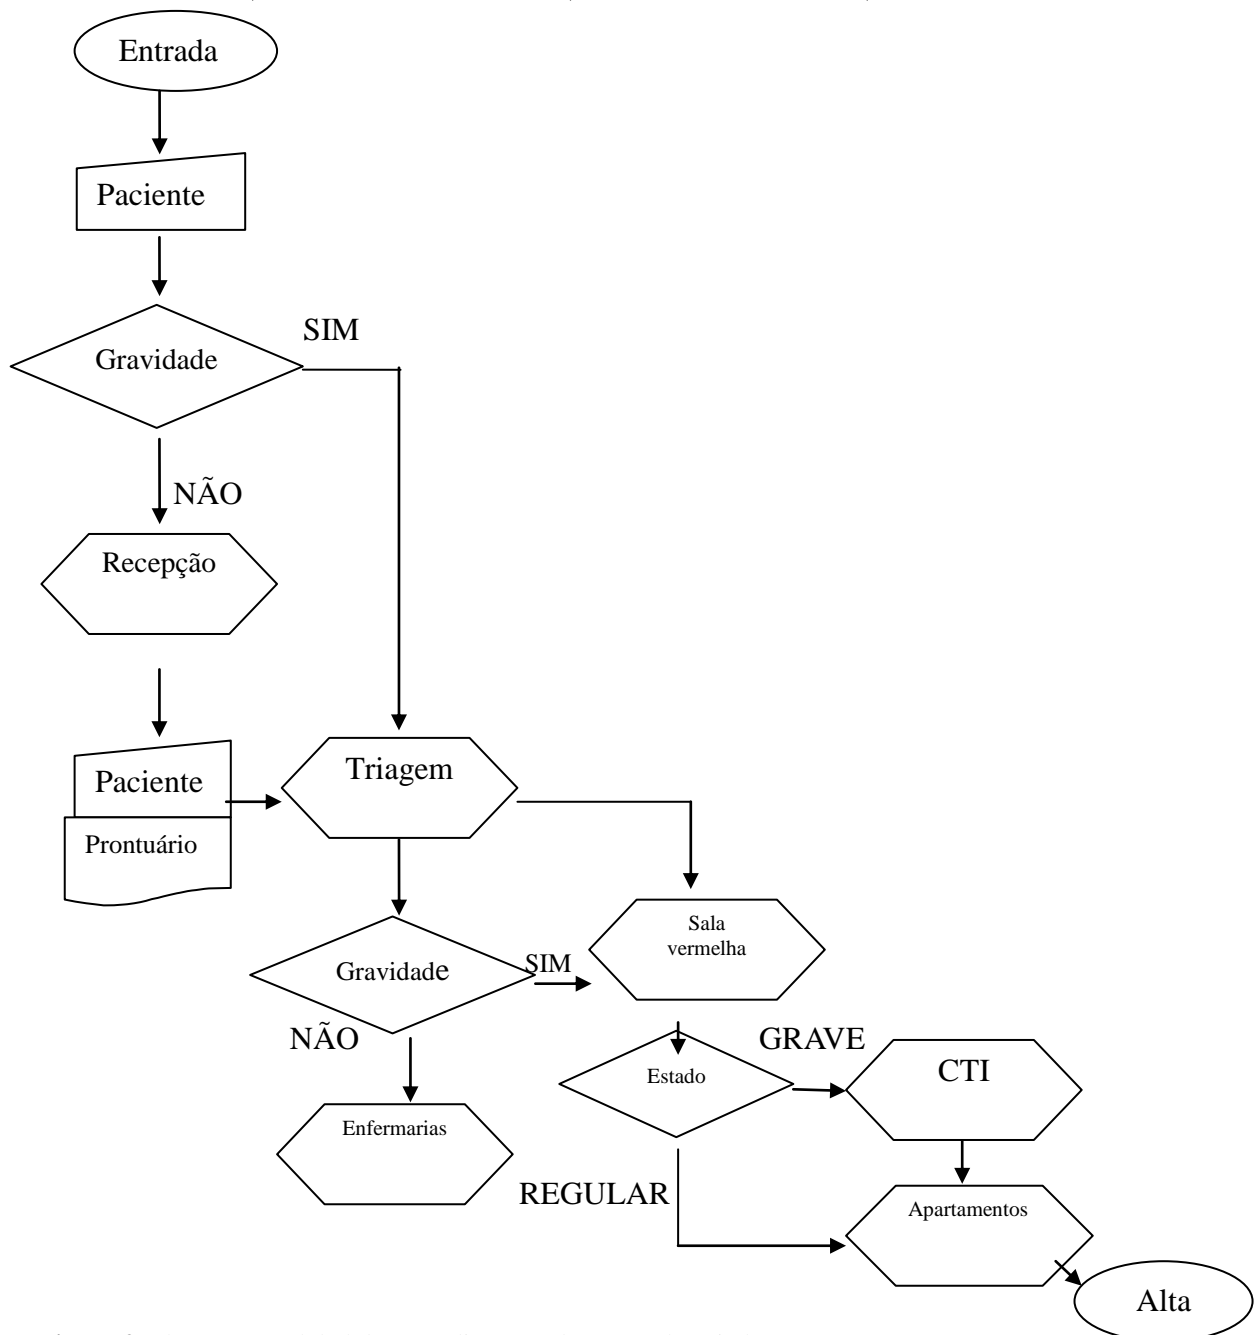 Entrada
Paciente
SIM
Gravidade
NÃO
Recepção
Triagem
Paciente
Prontuário
Sala
vermelha
Gravidade
SIM
NÃO
GRAVE
CTI
Estado
Enfermarias
REGULAR
Apartamentos
Alta